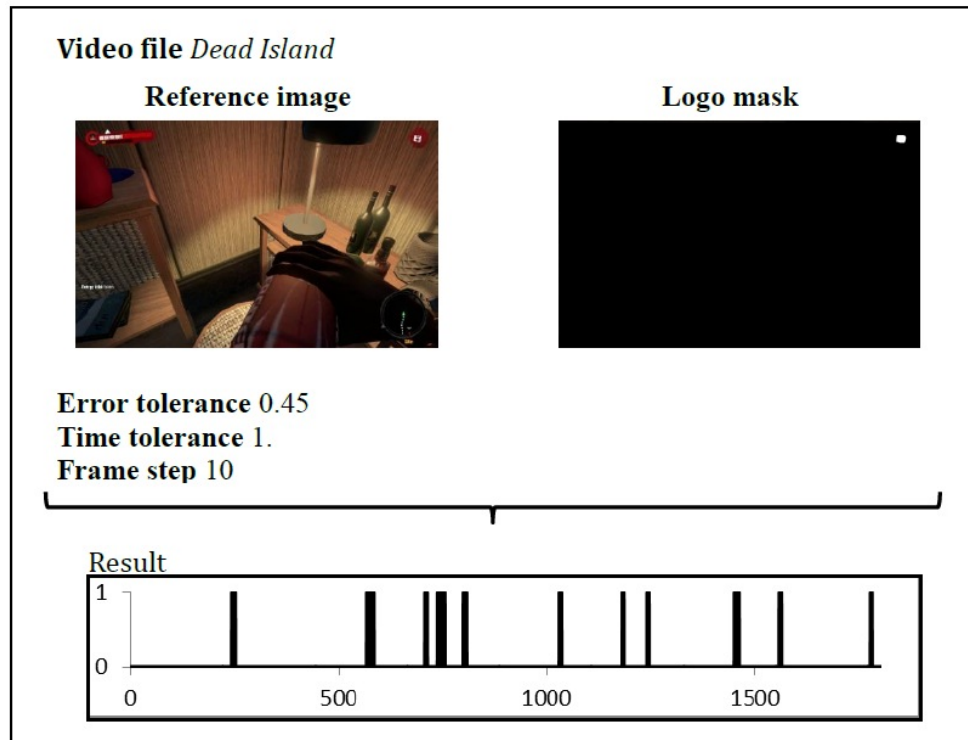 Video file Dead Island
Reference image
Logo mask
Error tolerance 0.45
Time tolerance 1.
Frame step 10
Result
1
0
0 500 1000 1500